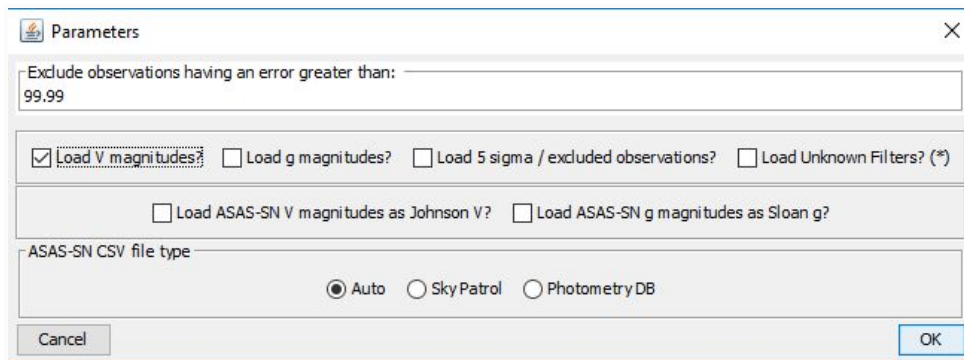 Parameters
Exclude observations having an error greater than:
99.99
Load V magnitudes? Load g magnitudes? Load 5 sigma / excluded observations? Load Unknown Filters? (*)
Load ASAS-SN V magnitudes as Johnson V? Load ASAS-SN g magnitudes as Sloan g?
ASAS-SN CSV file type
Auto Sky Patrol Photometry DB
Cancel OK